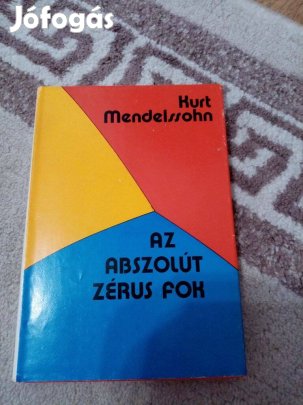 Jófogás
Kurt
Mendelssohn
AZ
ABSZOLÚT
ZÉRUS FOK